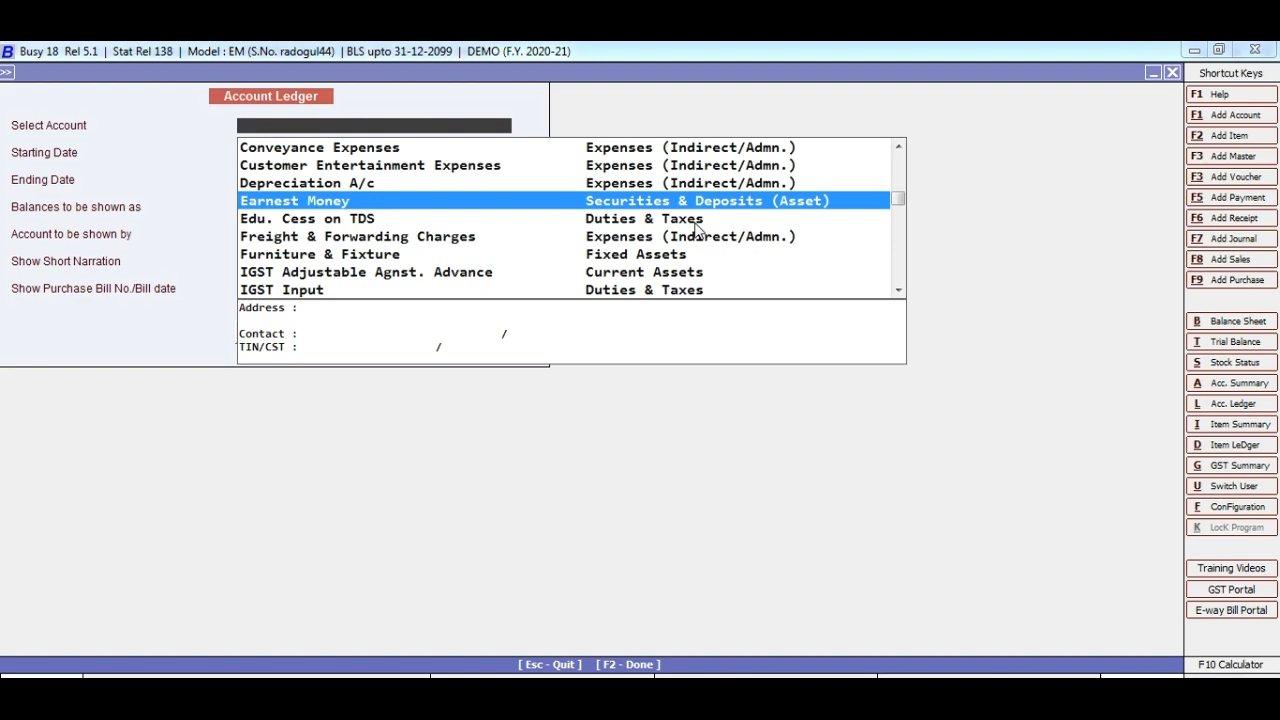 B Busy 18 Rel 5.1 | Stat Rel 138 | Model : EM (S.No. radogul44) | BLS upto 31-12-2099 | DEMO (F.Y. 2020-21)
>>
Shortcut Keys
Account Ledger
Select Account
Starting Date
Ending Date
Balances to be shown as
Account to be shown by
Show Short Narration
Show Purchase Bill No./Bill date
Conveyance Expenses Expenses (Indirect/Admn.)
Customer Entertainment Expenses Expenses (Indirect/Admn.)
Depreciation A/c Expenses (Indirect/Admn.)
Earnest Money Securities & Deposits (Asset)
Edu. Cess on TDS Duties & Taxes
Freight & Forwarding Charges Expenses (Indirect/Admn.)
Furniture & Fixture Fixed Assets
IGST Adjustable Agnst. Advance Current Assets
IGST Input Duties & Taxes
Address :
Contact : /
TIN/CST : /
F1 Help
F1 Add Account
F2 Add Item
F3 Add Master
F3 Add Voucher
F5 Add Payment
F6 Add Receipt
F7 Add Journal
F8 Add Sales
F9 Add Purchase
B Balance Sheet
T Trial Balance
S Stock Status
A Acc. Summary
L Acc. Ledger
I Item Summary
D Item LeDger
G GST Summary
U Switch User
F ConFiguration
K LocK Program
Training Videos
GST Portal
E-way Bill Portal
[ Esc - Quit ] [ F2 - Done ]
F10 Calculator